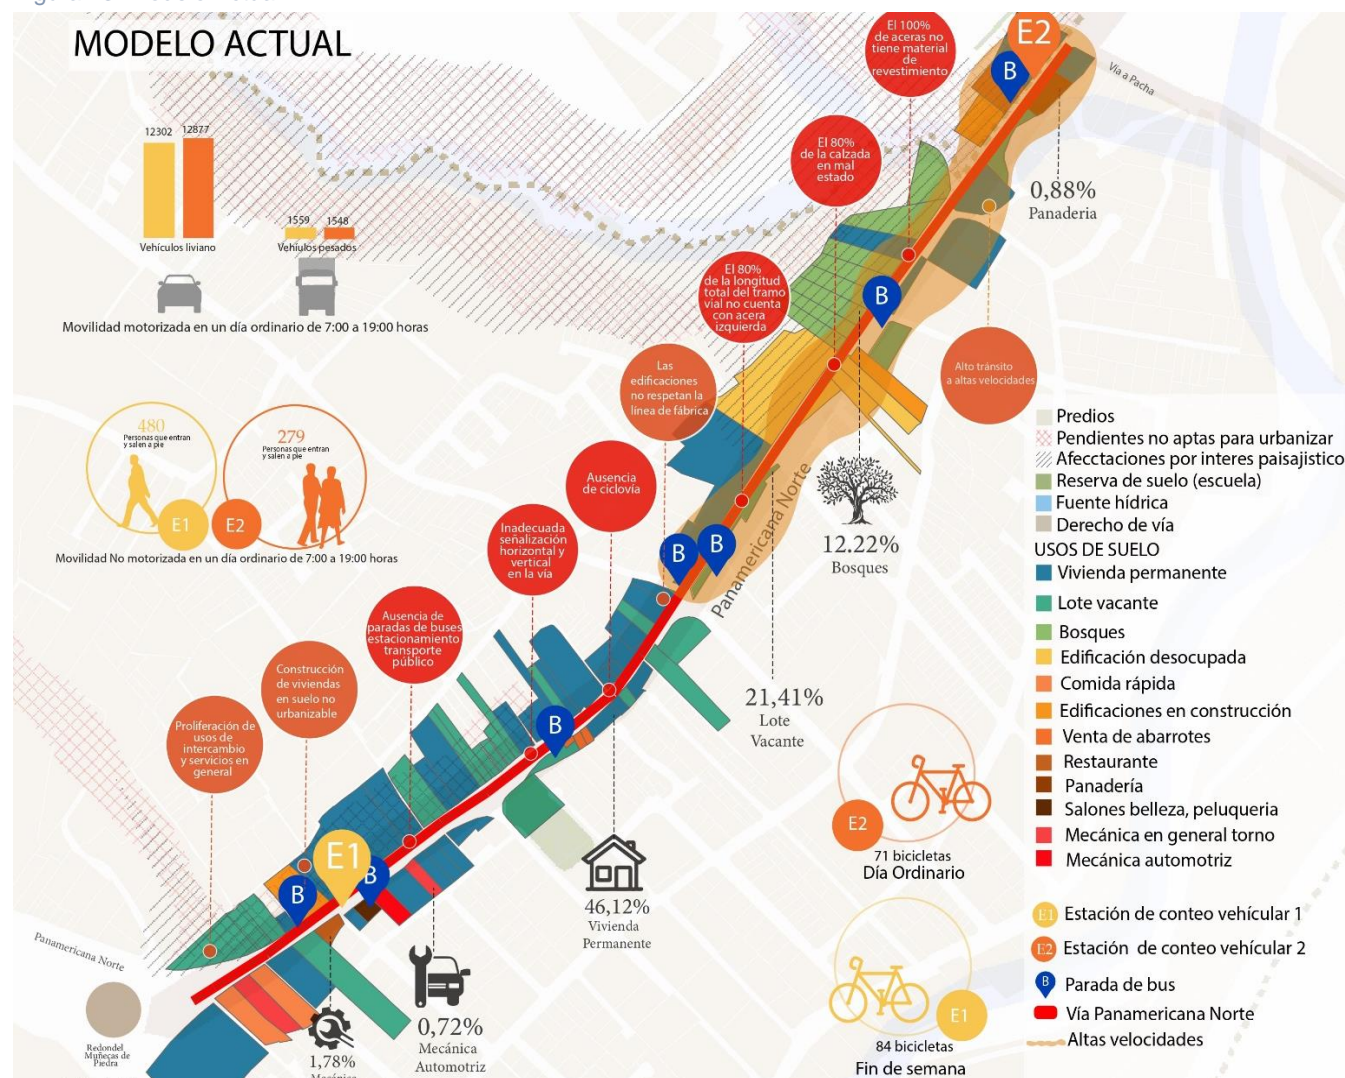 MODELO ACTUAL
12302
12877
1559
1548
Vehículos liviano
Vehíulos pesados
Movilidad motorizada en un día ordinario de 7:00 a 19:00 horas
480
Personas que entran
y salen a pie
279
Personas que entran
y salen a pie
E1
E2
Movilidad No motorizada en un día ordinario de 7:00 a 19:00 horas
El 100%
de aceras no
tiene material
de
revestimiento
E2
B
Via a Pacha
El 80%
de la calzada
en mal
estado
0,88%
Panaderia
El 80%
de la longitud
total del tramo
vial no cuenta
con acera
izquierda
B
Las
edificaciones
no respetan la
línea de fábrica
Alto tránsito
a altas velocidades
Ausencia
de ciclovía
Panamericana Norte
12.22%
Bosques
Inadecuada
señalización
horizontal y
vertical
en la vía
B
B
Ausencia de
paradas de buses
estacionamiento
transporte
público
Construcción
de viviendas
en suelo no
urbanizable
21,41%
Lote
Vacante
Proliferación de
usos de
intercambio
y servicios en
general
B
E1
B
B
46,12%
Vivienda
Permanente
Panamericana Norte
Redondel
Muñecas de
Piedra
1,78%
0,72%
Mecánica
Automotriz
E2
71 bicicletas
Día Ordinario
E1
84 bicicletas
Fin de semana
Predios
Pendientes no aptas para urbanizar
Afecctaciones por interes paisajistico
Reserva de suelo (escuela)
Fuente hídrica
Derecho de vía
USOS DE SUELO
Vivienda permanente
Lote vacante
Bosques
Edificación desocupada
Comida rápida
Edificaciones en construcción
Venta de abarrotes
Restaurante
Panadería
Salones belleza, peluqueria
Mecánica en general torno
Mecánica automotriz
E1 Estación de conteo vehícular 1
E2 Estación de conteo vehícular 2
B Parada de bus
Vía Panamericana Norte
Altas velocidades